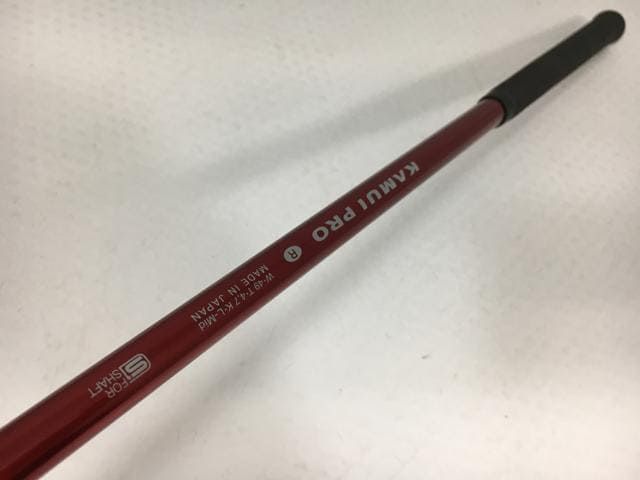 KAMUI PRO R
W-49 T-4.7 K-L-Mid
MADE IN JAPAN
S FOR
SHAFT